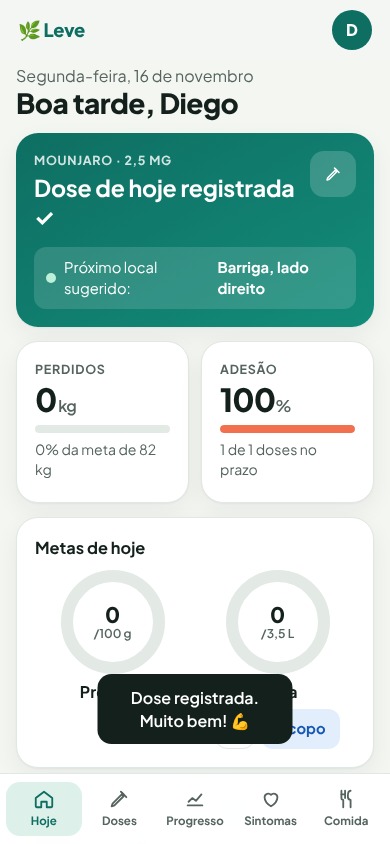 🌿 Leve
D
Segunda-feira, 16 de novembro
Boa tarde, Diego
MOUNJARO · 2,5 MG
Dose de hoje registrada
✓
Próximo local
sugerido:
Barriga, lado
direito
PERDIDOS
0 kg
0% da meta de 82
kg
ADESÃO
100%
1 de 1 doses no
prazo
Metas de hoje
0
/100 g
0
/3,5 L
Dose registrada.
Muito bem! 💪
Hoje
Doses
Progresso
Sintomas
Comida